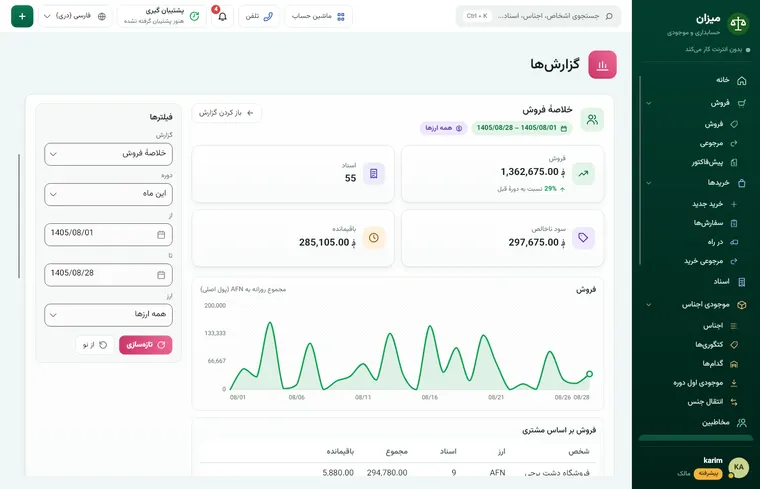 میزان
حسابداری و موجودی
بدون انترنت کار می‌کند
خانه
فروش
فروش
مرجوعی
پیش‌فاکتور
خریدها
خرید جدید
سفارش‌ها
در راه
مرجوعی خرید
اسناد
موجودی اجناس
اجناس
کتگوری‌ها
گدام‌ها
موجودی اول دوره
انتقال جنس
مخاطبین
karim
پیشرفته مالک
KA
جستجوی اشخاص، اجناس، اسناد...
Ctrl + K
ماشین حساب
تلفن
4
پشتیبان گیری
هنوز پشتیبان گرفته نشده
فارسی (دری)
گزارش‌ها
خلاصهٔ فروش
1405/08/01 – 1405/08/28
همه ارزها
باز کردن گزارش
فروش
؋ 1,362,675.00
29% نسبت به دورهٔ قبل
اسناد
55
سود ناخالص
؋ 297,675.00
باقیمانده
؋ 285,105.00
فروش
مجموع روزانه به AFN (پول اصلی)
200,000
133,333
66,667
0
08/01 08/06 08/11 08/16 08/21 08/26 08/28
فروش بر اساس مشتری
شخص ارز اسناد مجموع باقیمانده
فروشگاه دشت برچی AFN 9 294,780.00 5,880.00
فیلترها
گزارش
خلاصهٔ فروش
دوره
این ماه
از
1405/08/01
تا
1405/08/28
ارز
همه ارزها
تازه‌سازی
از نو